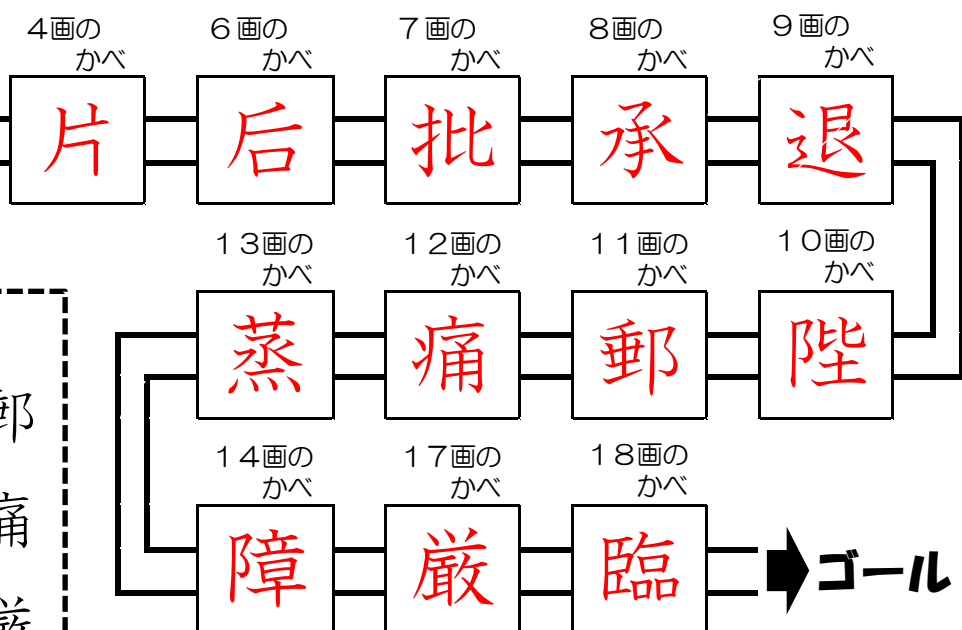 4画の
かべ
片
6画の
かべ
后
7画の
かべ
批
8画の
かべ
承
9画の
かべ
退
10画の
かべ
陛
11画の
かべ
郵
12画の
かべ
痛
13画の
かべ
蒸
14画の
かべ
障
17画の
かべ
厳
18画の
かべ
臨
ゴール
郵
痛
厳